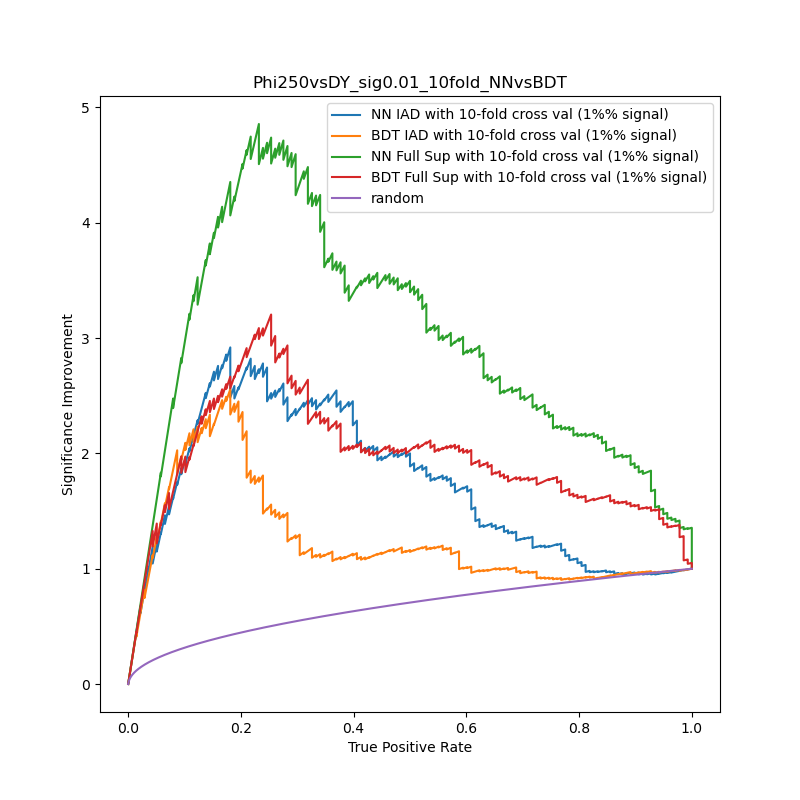 Phi250vsDY_sig0.01_10fold_NNvsBDT
NN IAD with 10-fold cross val (1%% signal)
BDT IAD with 10-fold cross val (1%% signal)
NN Full Sup with 10-fold cross val (1%% signal)
BDT Full Sup with 10-fold cross val (1%% signal)
random
Significance Improvement
5
4
3
2
1
0
0.0 0.2 0.4 0.6 0.8 1.0
True Positive Rate